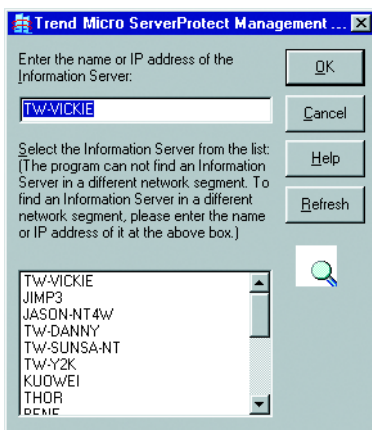 Trend Micro ServerProtect Management ...
Enter the name or IP address of the
Information Server:
OK
TW-VICKIE
Cancel
Select the Information Server from the list:
(The program can not find an Information
Server in a different network segment. To
find an Information Server in a different
network segment, please enter the name
or IP address of it at the above box.)
Help
Refresh
TW-VICKIE
JIMP3
JASON-NT4W
TW-DANNY
TW-SUNSA-NT
TW-Y2K
KUOWEI
THOR